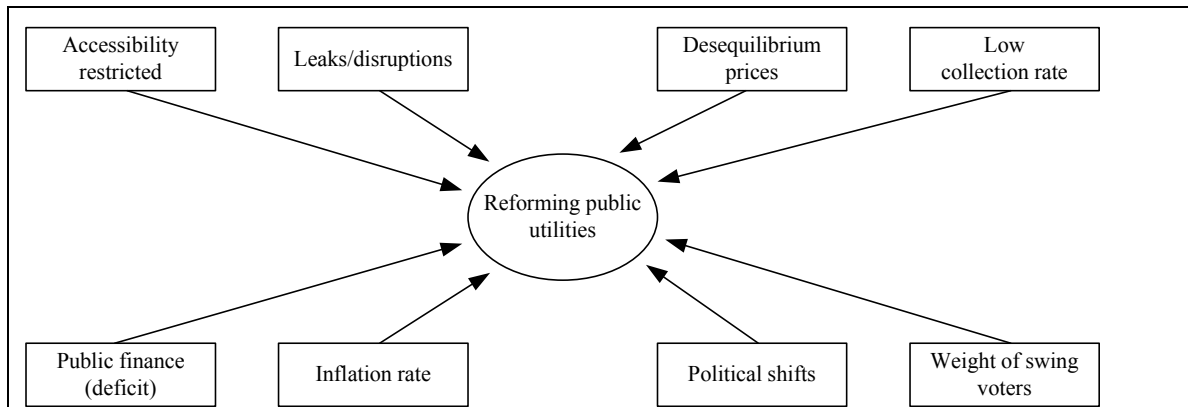 Accessibility
restricted
Leaks/disruptions
Desequilibrium
prices
Low
collection rate
Reforming public
utilities
Public finance
(deficit)
Inflation rate
Political shifts
Weight of swing
voters